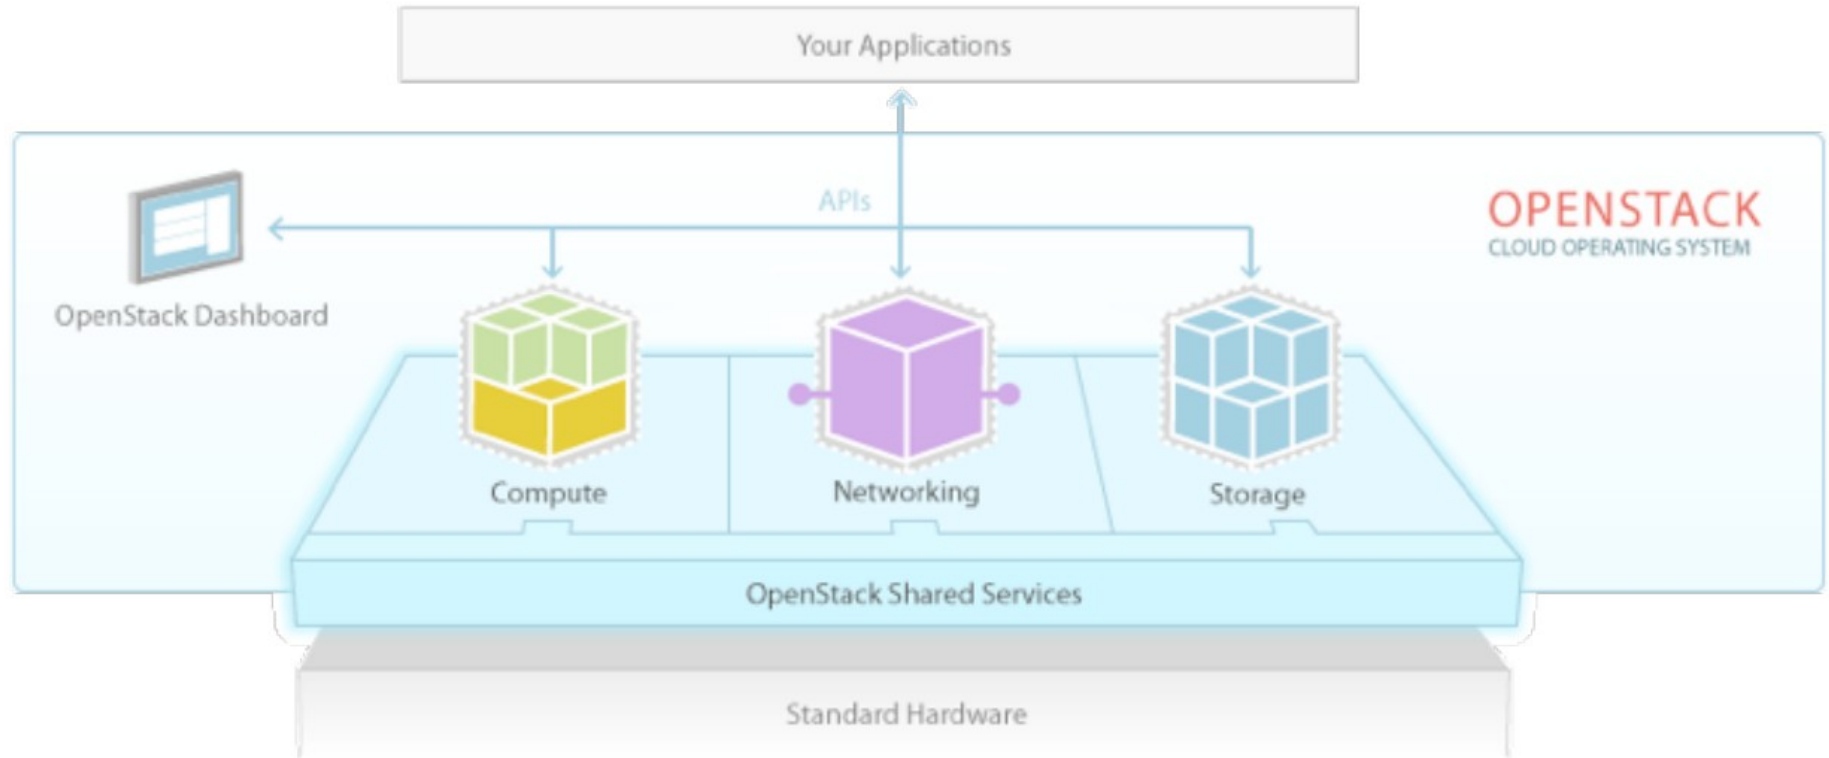 Your Applications
APIs
OPENSTACK
CLOUD OPERATING SYSTEM
OpenStack Dashboard
Compute
Networking
Storage
OpenStack Shared Services
Standard Hardware